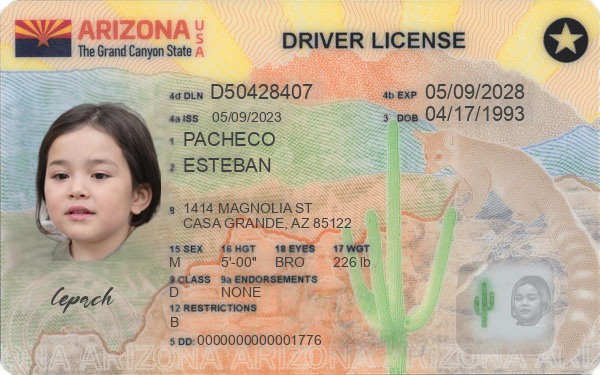 ARIZONA USA
The Grand Canyon State
DRIVER LICENSE
4d DLN D50428407
4b EXP 05/09/2028
4a ISS 05/09/2023
3 DOB 04/17/1993
1 PACHECO
2 ESTEBAN
8 1414 MAGNOLIA ST
CASA GRANDE, AZ 85122
15 SEX 16 HGT 18 EYES 17 WGT
M 5'-00" BRO 226 lb
9 CLASS 9a ENDORSEMENTS
D NONE
12 RESTRICTIONS
B
5 DD: 0000000000001776
Cepach
ONA ARIZONA ARIZONA ARIZONA ARIZONA ARIZ